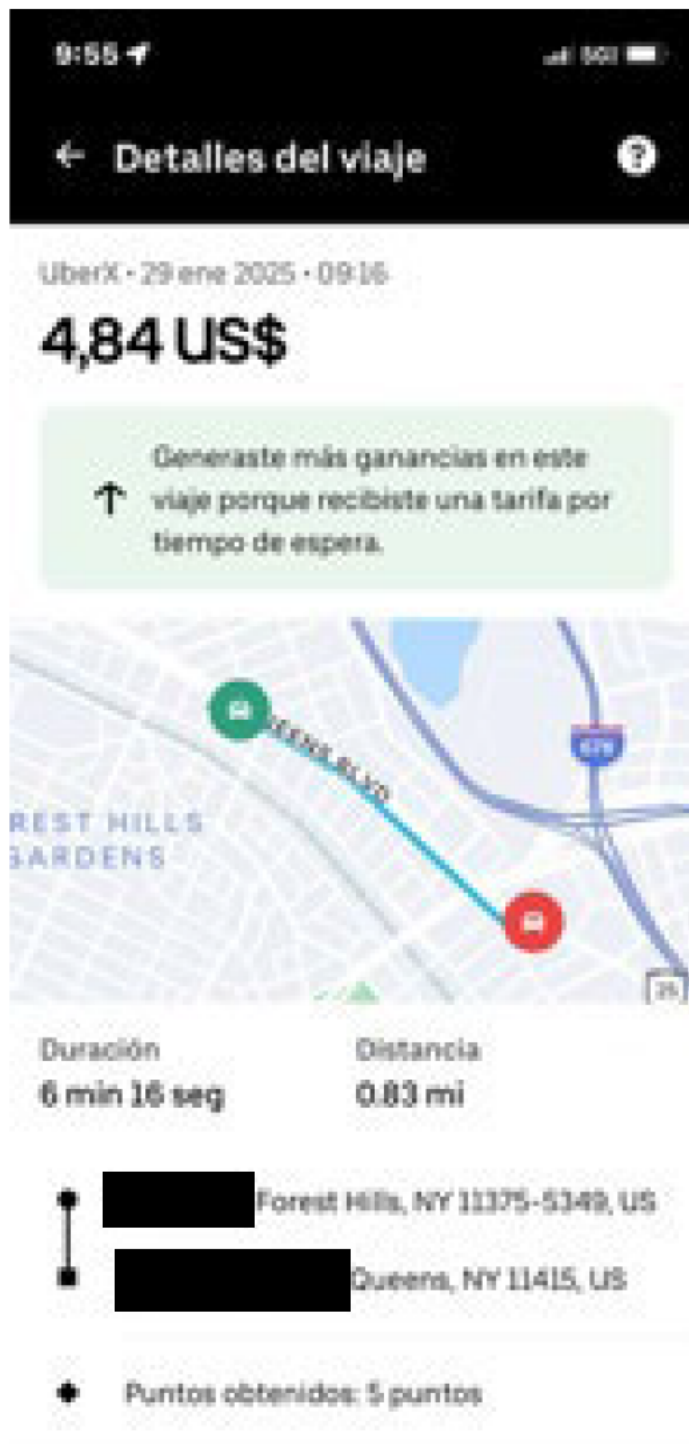 9:55
Detalles del viaje
UberX • 29 ene 2025 • 09:16
4,84 US$
Generaste más ganancias en este
viaje porque recibiste una tarifa por
tiempo de espera.
BLVD
REST HILLS
GARDENS
Duración
Distancia
6 min 16 seg
0.83 mi
Forest Hills, NY 11375-5349, US
Queens, NY 11415, US
Puntos obtenidos: 5 puntos